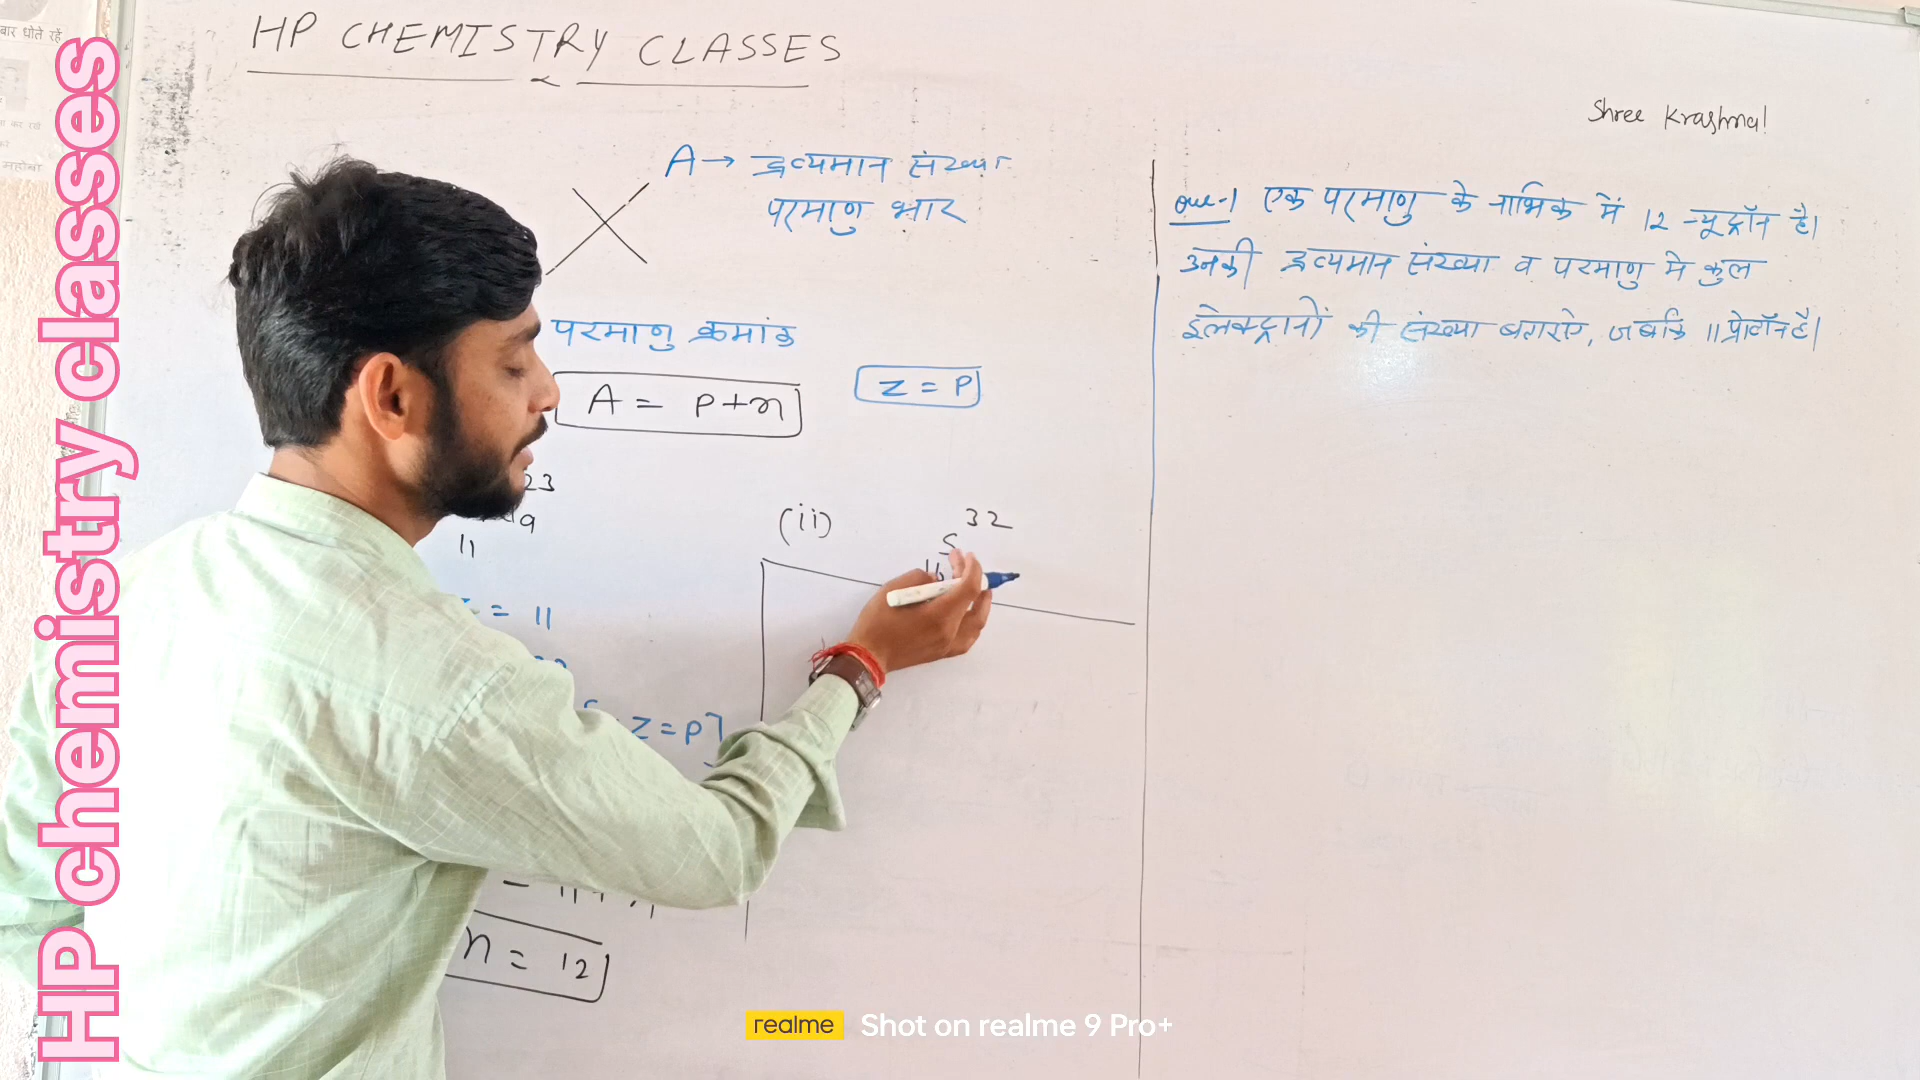 बार धोते रहें
HP CHEMISTRY CLASSES
Shree Krashna!
A → द्रव्यमान संख्या
परमाणु भार
परमाणु क्रमांक
A = P+n
Z = P
23
11
= 11
Z = P]
n = 12
(ii)
32
S
16
Que-1 एक परमाणु के नाभिक में 12 न्यूट्रॉन है।
उनकी द्रव्यमान संख्या व परमाणु मे कुल
इलेक्ट्रानों की संख्या बताए, जबकि 11 प्रोटॉन है।
HP chemistry classes
realme Shot on realme 9 Pro+